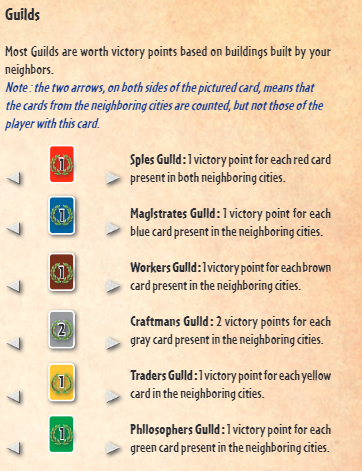 Guilds
Most Guilds are worth victory points based on buildings built by your
neighbors.
Note : the two arrows, on both sides of the pictured card, means that
the cards from the neighboring cities are counted, but not those of the
player with this card.
1
Spies Guild : 1 victory point for each red card
present in both neighboring cities.
1
Magistrates Guild : 1 victory point for each
blue card present in the neighboring cities.
1
Workers Guild : 1 victory point for each brown
card present in the neighboring cities.
2
Craftmans Guild : 2 victory points for each
gray card present in the neighboring cities.
1
Traders Guild : 1 victory point for each yellow
card in the neighboring cities.
1
Philosophers Guild : 1 victory point for each
green card present in the neighboring cities.